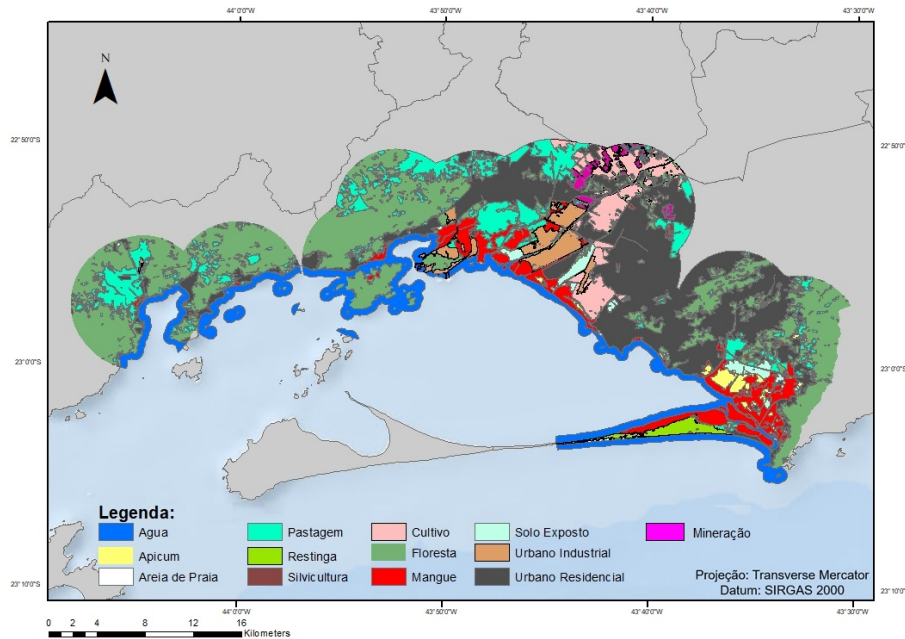 44°0'0"W 43°50'0"W 43°40'0"W 43°30'0"W
N
22°50'0"S 22°50'0"S
23°0'0"S 23°0'0"S
Legenda:
Agua Pastagem Cultivo Solo Exposto Mineração
Apicum Restinga Floresta Urbano Industrial
Areia de Praia Silvicultura Mangue Urbano Residencial
Projeção: Transverse Mercator
Datum: SIRGAS 2000
23°10'0"S 23°10'0"S
44°0'0"W 43°50'0"W 43°40'0"W 43°30'0"W
0 2 4 8 12 16
Kilometers